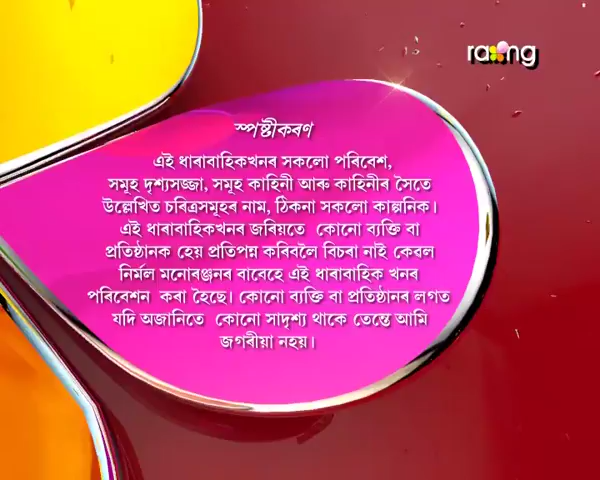 rang
স্পষ্টীকৰণ
এই ধাৰাবাহিকখনৰ সকলো পৰিবেশ,
সমূহ দৃশ্যসজ্জা, সমূহ কাহিনী আৰু কাহিনীৰ সৈতে
উল্লেখিত চৰিত্ৰসমূহৰ নাম, ঠিকনা সকলো কাল্পনিক।
এই ধাৰাবাহিকখনৰ জৰিয়তে কোনো ব্যক্তি বা
প্ৰতিষ্ঠানক হেয় প্ৰতিপন্ন কৰিবলৈ বিচৰা নাই কেৱল
নিৰ্মল মনোৰঞ্জনৰ বাবেহে এই ধাৰাবাহিক খনৰ
পৰিবেশন কৰা হৈছে। কোনো ব্যক্তি বা প্ৰতিষ্ঠানৰ লগত
যদি অজানিতে কোনো সাদৃশ্য থাকে তেন্তে আমি
জগৰীয়া নহয়।